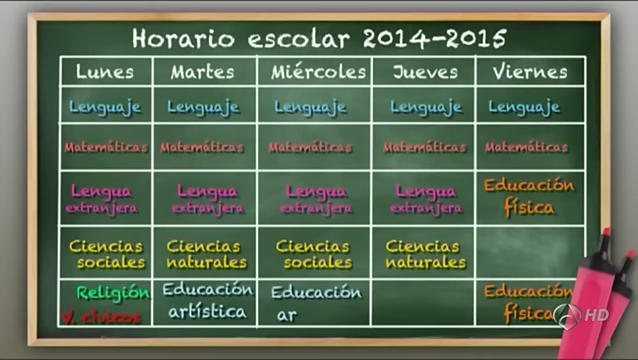 Horario escolar 2014-2015
Lunes Martes Miércoles Jueves Viernes
Lenguaje Lenguaje Lenguaje Lenguaje Lenguaje
Matemáticas Matemáticas Matemáticas Matemáticas Matemáticas
Lengua Lengua Lengua Lengua Educación
extranjera extranjera extranjera extranjera física
Ciencias Ciencias Ciencias Ciencias
sociales naturales sociales naturales
Religión Educación Educación Educación
V. cívicos artística ar física
HD